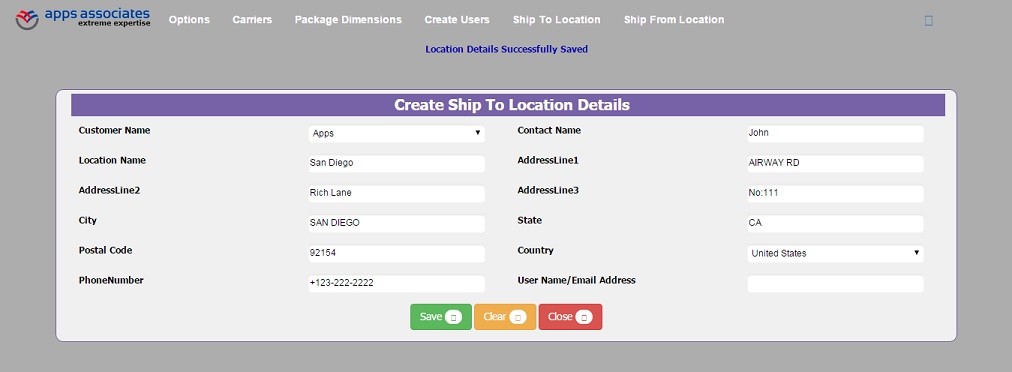 apps associates
extreme expertise
Options Carriers Package Dimensions Create Users Ship To Location Ship From Location
Location Details Successfully Saved
Create Ship To Location Details
Customer Name Apps Contact Name John
Location Name San Diego AddressLine1 AIRWAY RD
AddressLine2 Rich Lane AddressLine3 No:111
City SAN DIEGO State CA
Postal Code 92154 Country United States
PhoneNumber +123-222-2222 User Name/Email Address
Save Clear Close